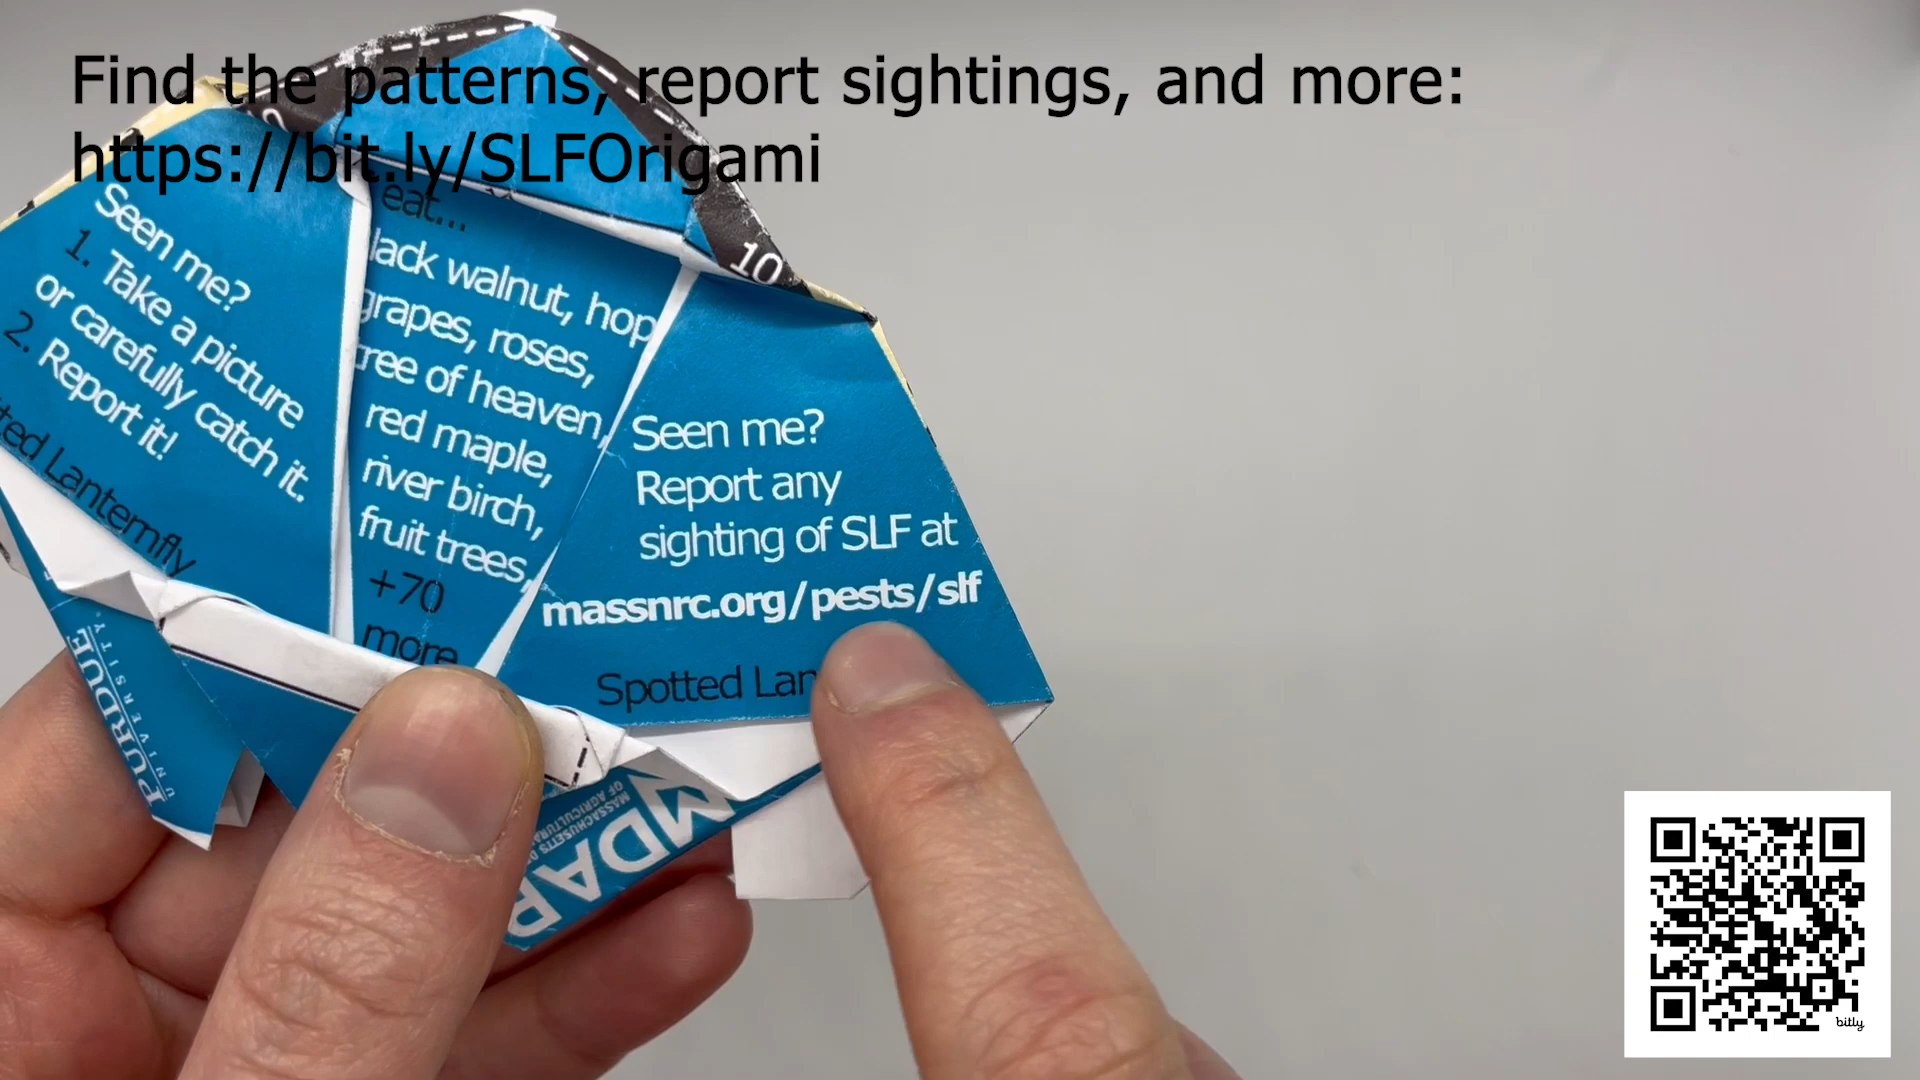 Find the patterns, report sightings, and more:
https://bit.ly/SLFOrigami
Seen me?
1. Take a picture
or carefully catch it.
2. Report it!
Lanternfly
eat...
walnut, hop
grapes, roses,
tree of heaven,
red maple,
river birch,
fruit trees,
+70
more
Seen me?
Report any
sighting of SLF at
massnrc.org/pests/slf
Spotted
10
PURDUE
UNIVERSITY
MDAR
MASSACHUSETTS
OF AGRICULTURAL
bitly